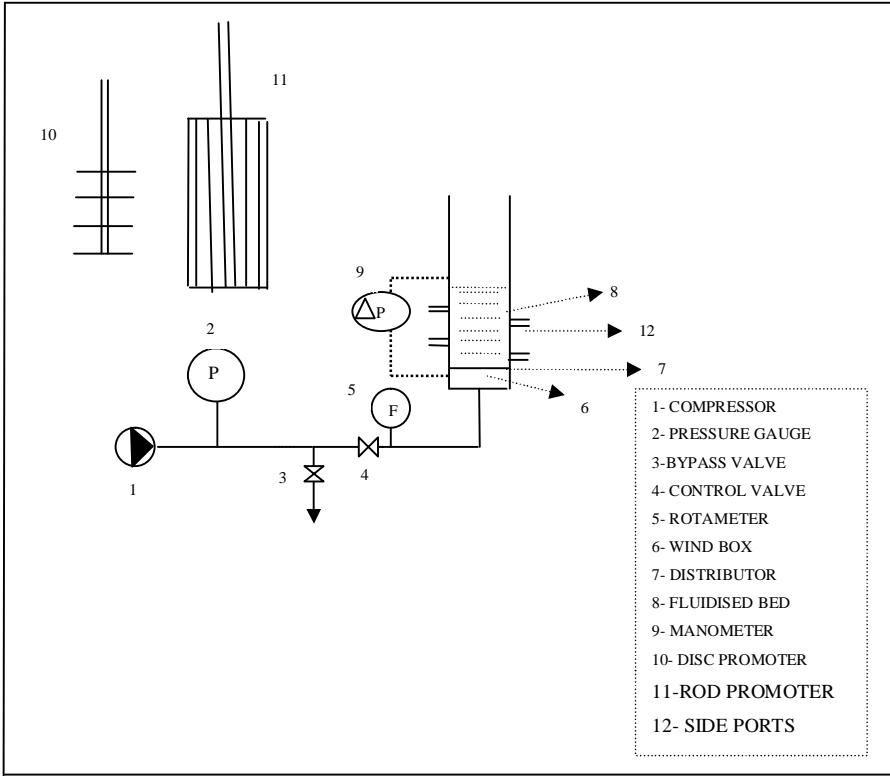 11
10
9
8
P
12
2
7
P
5
F
6
1
3
4
1- COMPRESSOR
2- PRESSURE GAUGE
3-BYPASS VALVE
4- CONTROL VALVE
5- ROTAMETER
6- WIND BOX
7- DISTRIBUTOR
8- FLUIDISED BED
9- MANOMETER
10- DISC PROMOTER
11-ROD PROMOTER
12- SIDE PORTS